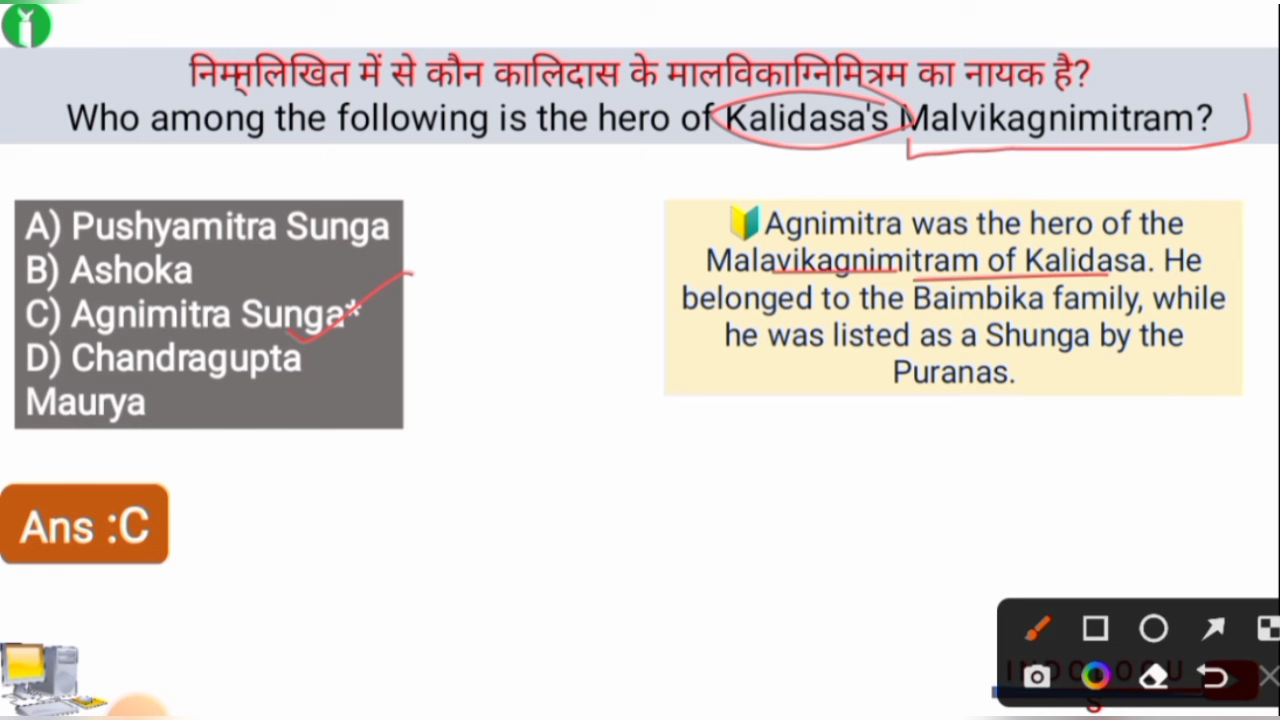 निम्नलिखित में से कौन कालिदास के मालविकाग्निमित्रम का नायक है?
Who among the following is the hero of Kalidasa's Malvikagnimitram?
A) Pushyamitra Sunga
B) Ashoka
C) Agnimitra Sunga*
D) Chandragupta
Maurya
Agnimitra was the hero of the
Malavikagnimitram of Kalidasa. He
belonged to the Baimbika family, while
he was listed as a Shunga by the
Puranas.
Ans :C
INDOLOGU
S